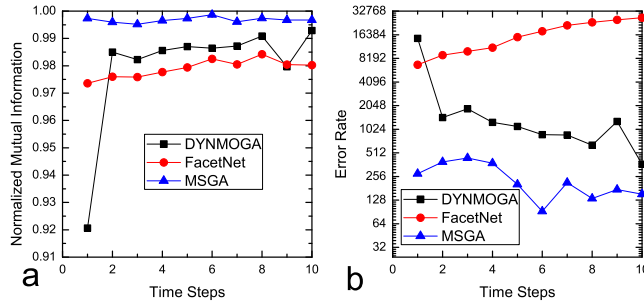 1.00
0.99
0.98
0.97
0.96
0.95
0.94
0.93
0.92
0.91
Normalized Mutual Information
DYNMOGA
FacetNet
MSGA
0 2 4 6 8 10
Time Steps
a
32768
16384
8192
4096
2048
1024
512
256
128
64
32
Error Rate
DYNMOGA
FacetNet
MSGA
0 2 4 6 8 10
Time Steps
b